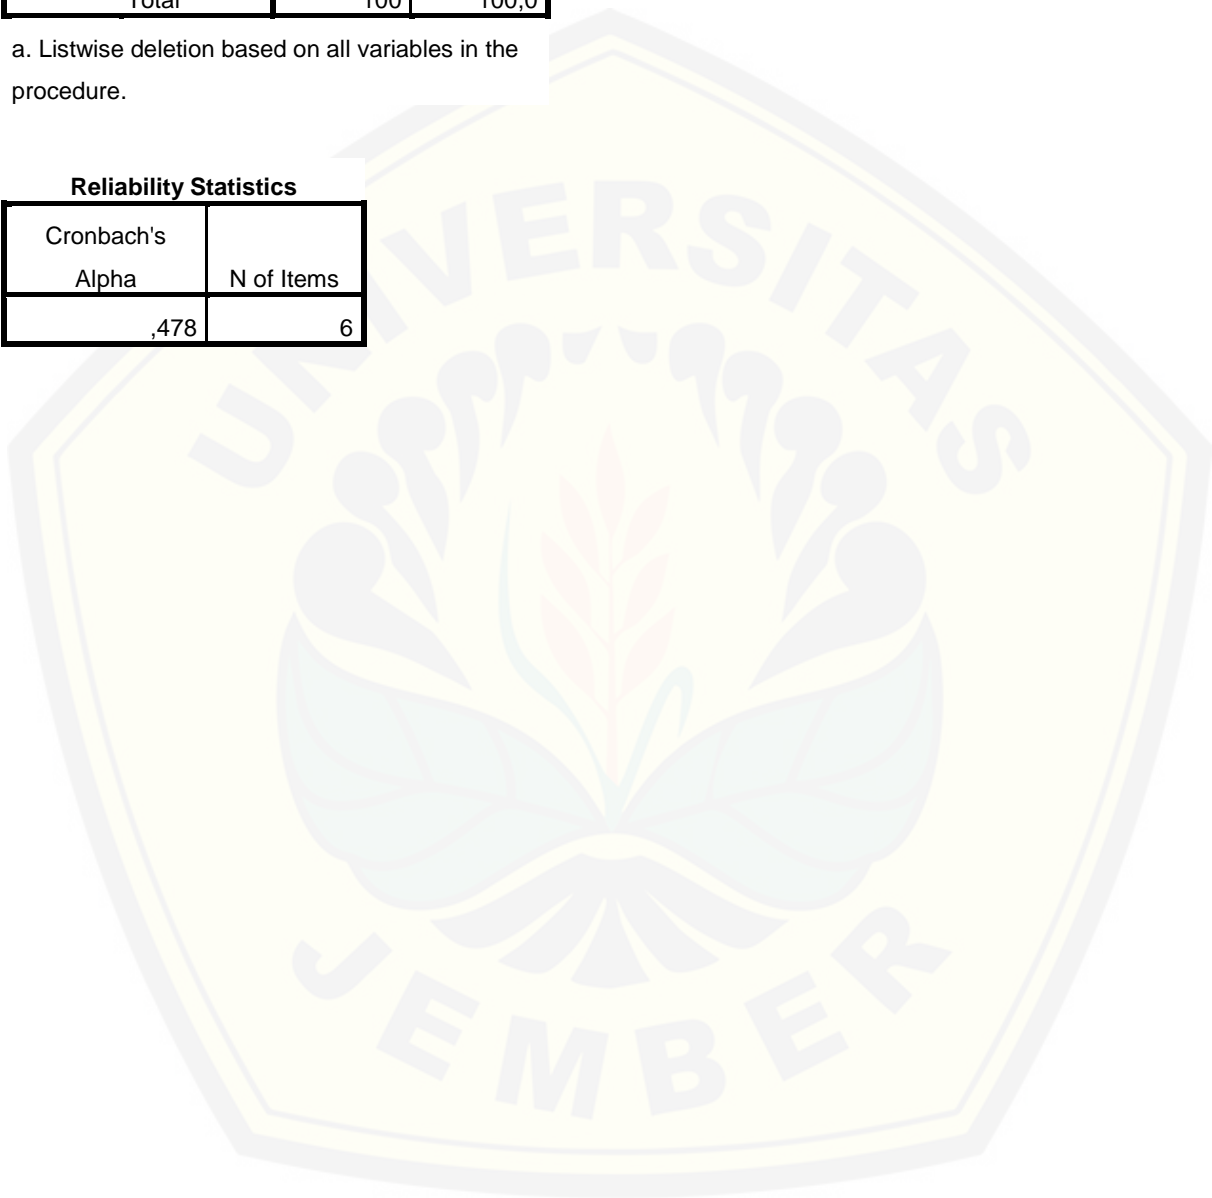 Total 100 100,0
a. Listwise deletion based on all variables in the
procedure.
Reliability Statistics
Cronbach's
Alpha N of Items
,478 6
UNIVERSITAS
JEMBER